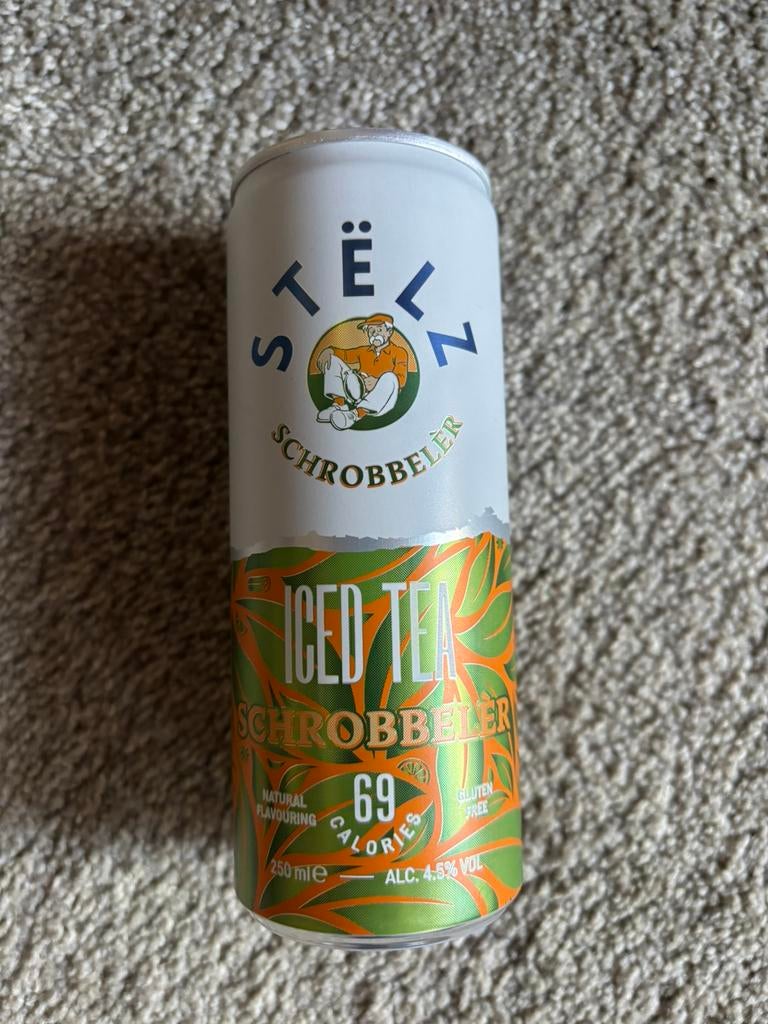 STËLZ
SCHROBBELÈR
ICED TEA
SCHROBBELÈR
NATURAL
FLAVOURING
69
CALORIES
GLUTEN
FREE
250 ml ℮ — ALC. 4.5% VOL